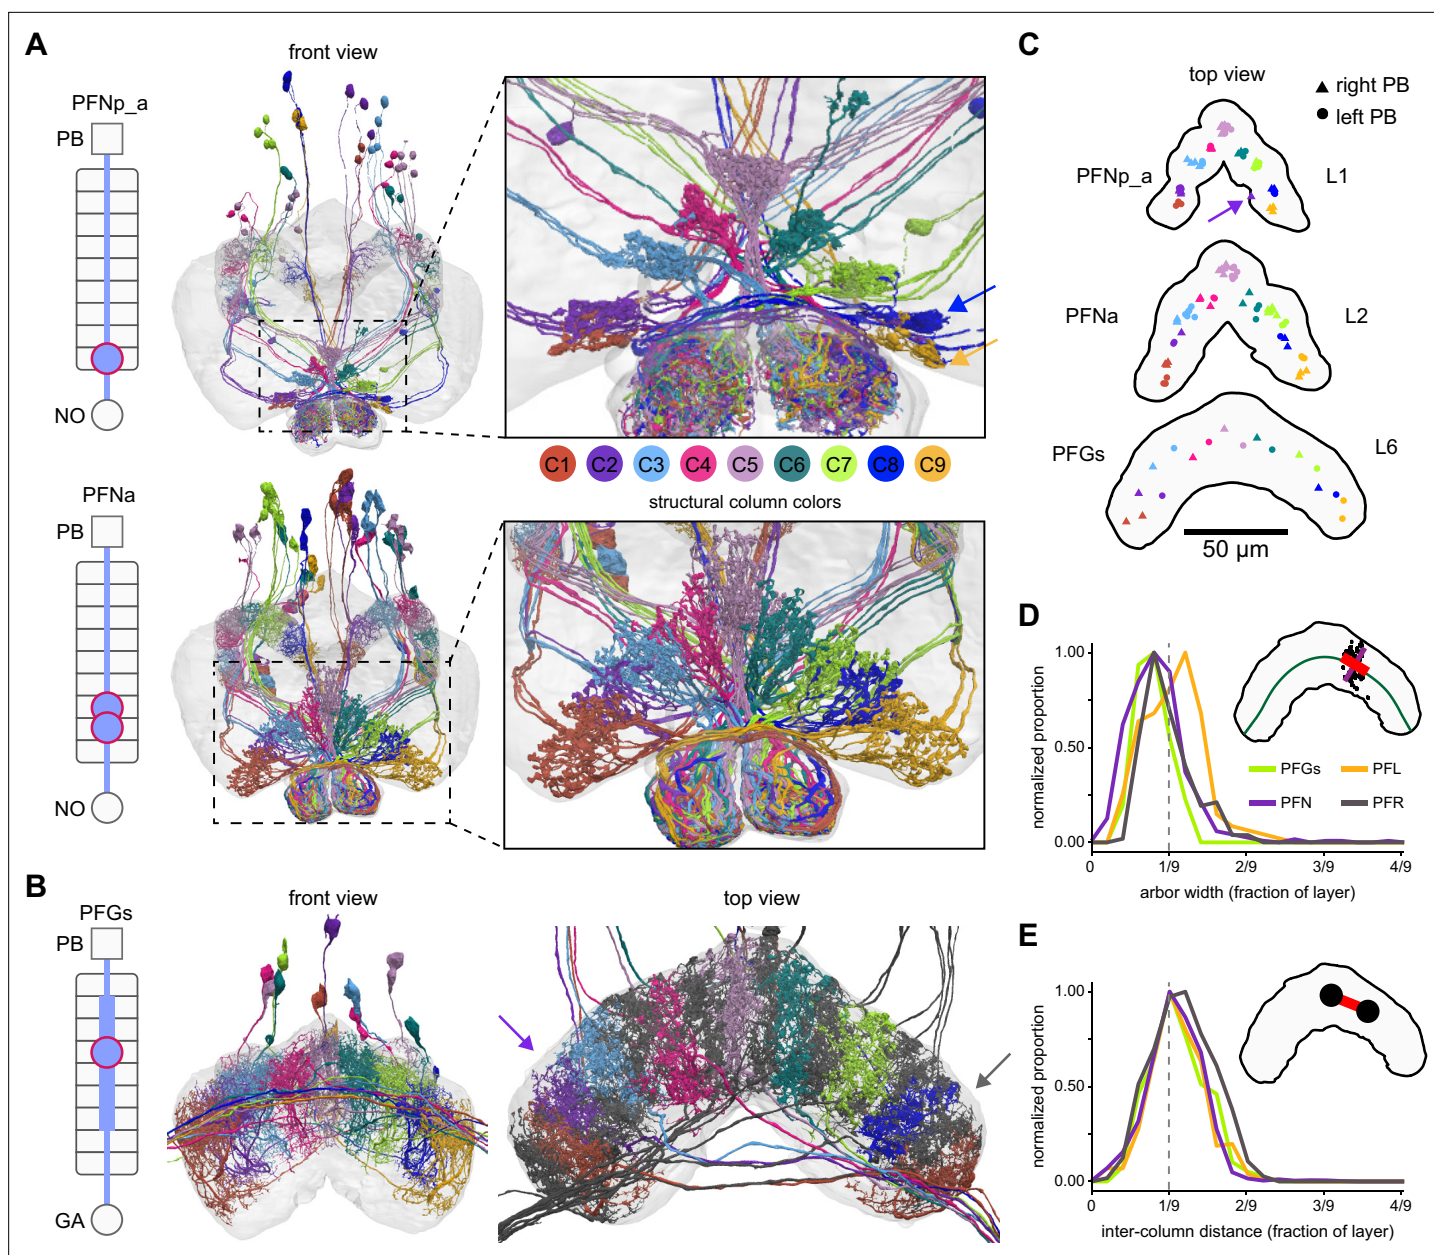 A
front view
PFNp_a
PB
NO
C1 C2 C3 C4 C5 C6 C7 C8 C9
structural column colors
PFNa
PB
NO
B
front view
top view
PFGs
PB
GA
C
top view
right PB
left PB
PFNp_a
L1
PFNa
L2
PFGs
L6
50 µm
D
normalized proportion
1.00
0.50
0.00
PFGs
PFL
PFN
PFR
0 1/9 2/9 3/9 4/9
arbor width (fraction of layer)
E
normalized proportion
1.00
0.50
0.00
1/9 2/9 3/9 4/9
inter-column distance (fraction of layer)